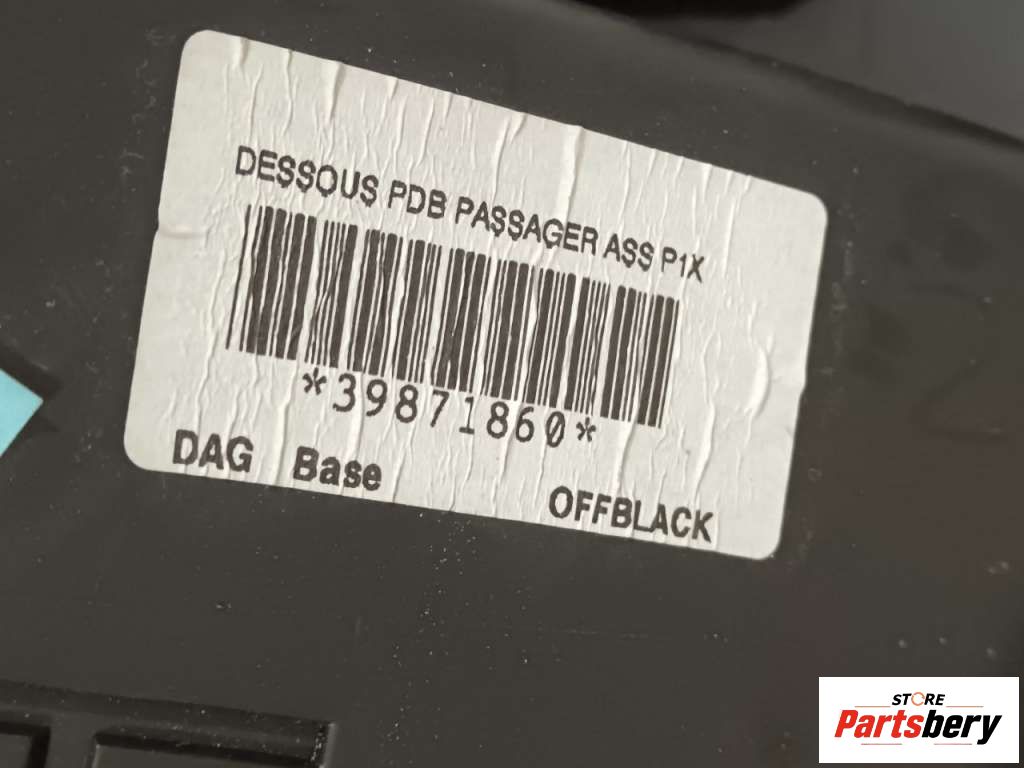 DESSOUS PDB PASSAGER ASS P1X
*39871860*
DAG Base OFFBLACK
STORE
Partsbery